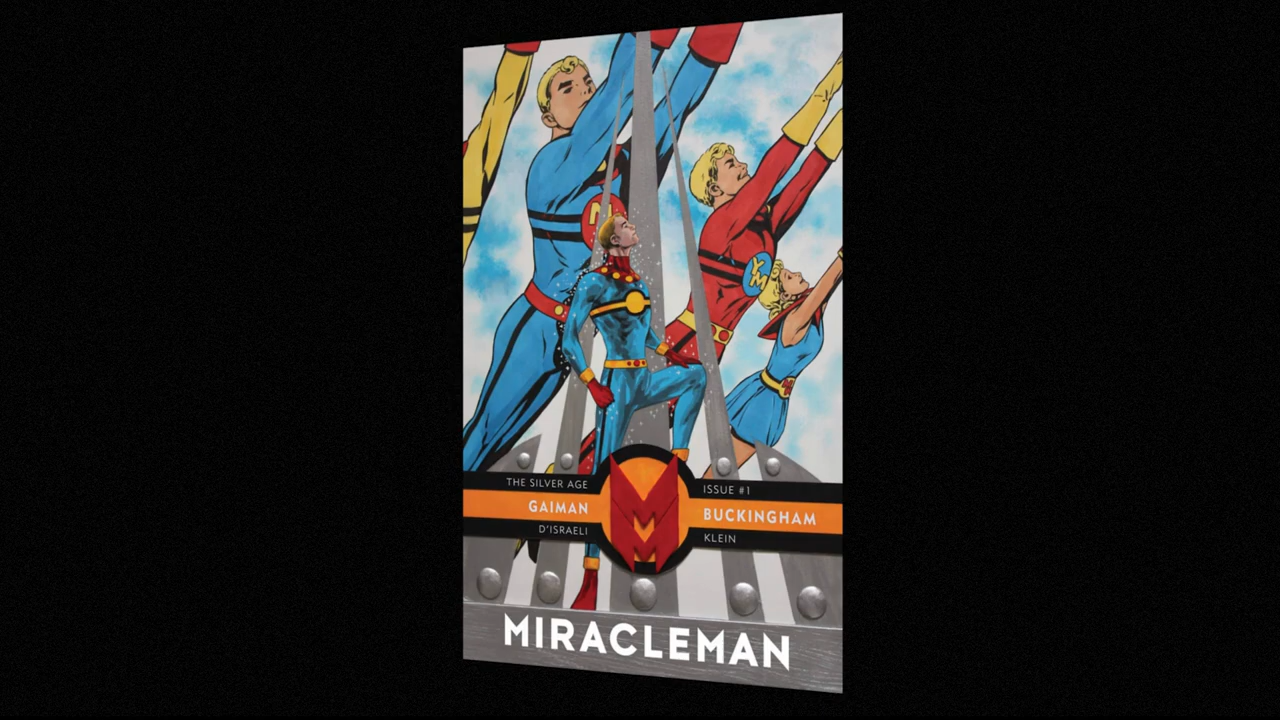 THE SILVER AGE
GAIMAN
D'ISRAELI
ISSUE #1
BUCKINGHAM
KLEIN
MIRACLEMAN